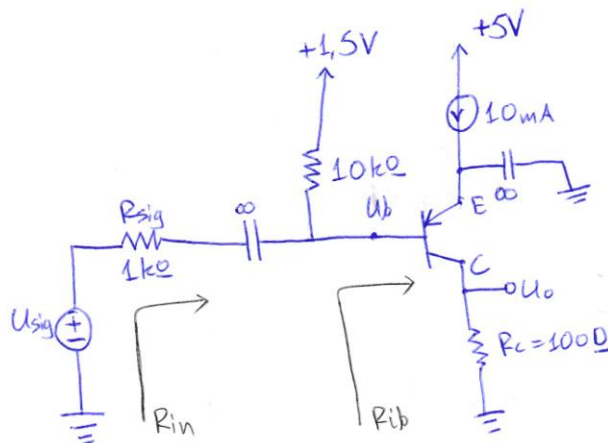 +1,5V
+5V
10mA
10kΩ
∞
Ub
E
∞
Rsig
1kΩ
∞
C
Uo
Usig
+
-
Rc=100Ω
Rin
Rib